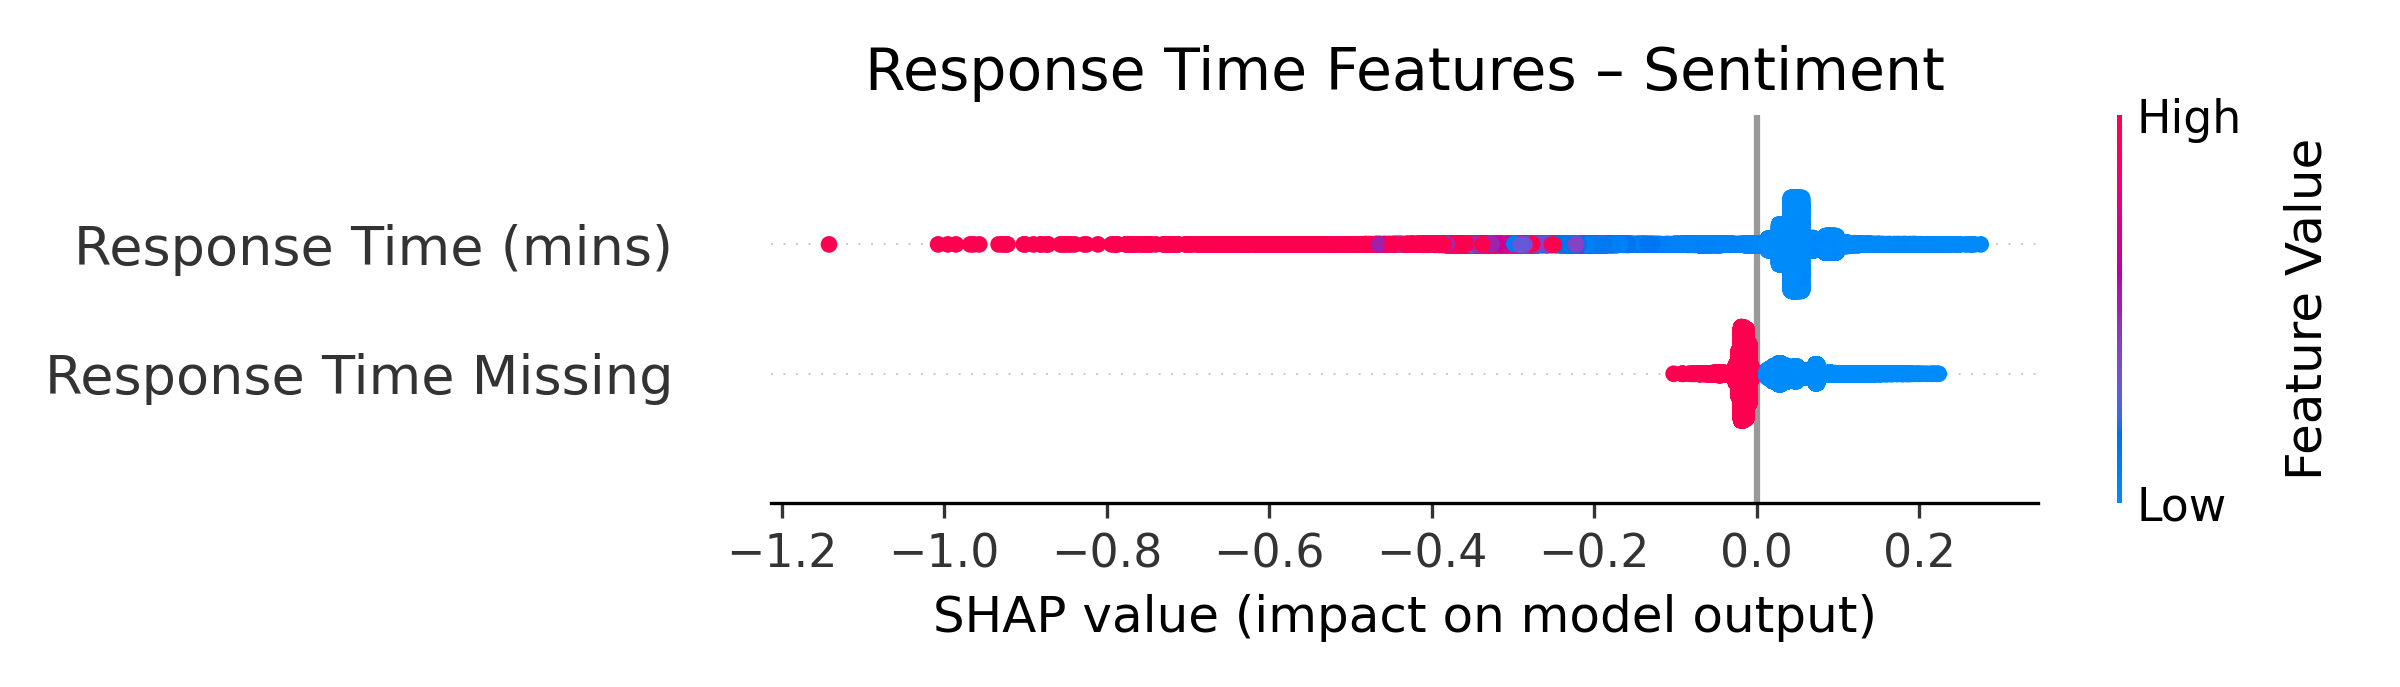 Response Time Features – Sentiment
High
Response Time (mins)
Response Time Missing
Feature Value
Low
−1.2 −1.0 −0.8 −0.6 −0.4 −0.2 0.0 0.2
SHAP value (impact on model output)